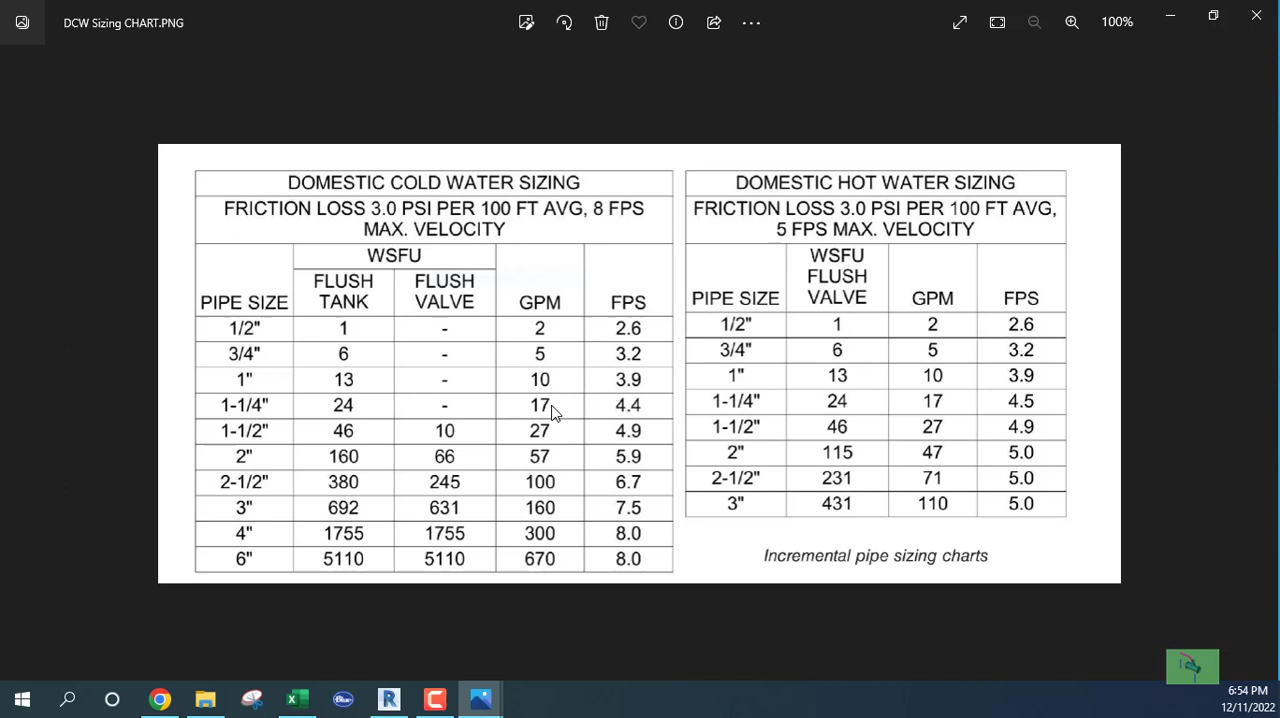 DCW Sizing CHART.PNG
100%
DOMESTIC COLD WATER SIZING
FRICTION LOSS 3.0 PSI PER 100 FT AVG, 8 FPS
MAX. VELOCITY
WSFU
PIPE SIZE FLUSH TANK FLUSH VALVE GPM FPS
1/2" 1 - 2 2.6
3/4" 6 - 5 3.2
1" 13 - 10 3.9
1-1/4" 24 - 17 4.4
1-1/2" 46 10 27 4.9
2" 160 66 57 5.9
2-1/2" 380 245 100 6.7
3" 692 631 160 7.5
4" 1755 1755 300 8.0
6" 5110 5110 670 8.0
DOMESTIC HOT WATER SIZING
FRICTION LOSS 3.0 PSI PER 100 FT AVG,
5 FPS MAX. VELOCITY
PIPE SIZE WSFU FLUSH VALVE GPM FPS
1/2" 1 2 2.6
3/4" 6 5 3.2
1" 13 10 3.9
1-1/4" 24 17 4.5
1-1/2" 46 27 4.9
2" 115 47 5.0
2-1/2" 231 71 5.0
3" 431 110 5.0
Incremental pipe sizing charts
Blue
R
6:54 PM
12/11/2022